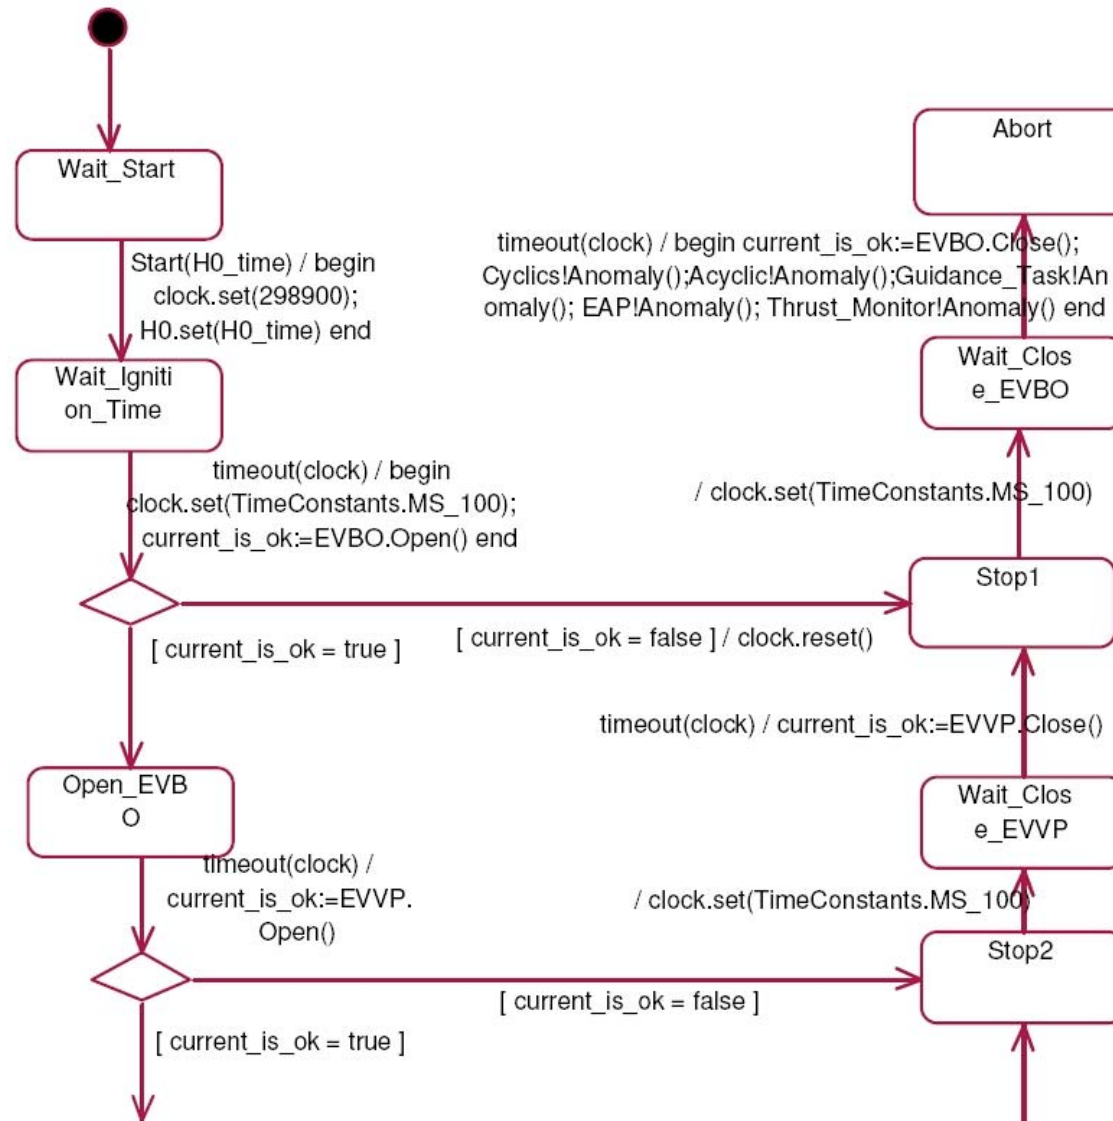 Wait_Start
Start(H0_time) / begin
clock.set(298900);
H0.set(H0_time) end
Wait_Igniti
on_Time
timeout(clock) / begin
clock.set(TimeConstants.MS_100);
current_is_ok:=EVBO.Open() end
[ current_is_ok = true ]
[ current_is_ok = false ] / clock.reset()
Open_EVB
O
timeout(clock) /
current_is_ok:=EVVP.
Open()
[ current_is_ok = false ]
[ current_is_ok = true ]
Abort
timeout(clock) / begin current_is_ok:=EVBO.Close();
Cyclics!Anomaly();Acyclic!Anomaly();Guidance_Task!An
omaly(); EAP!Anomaly(); Thrust_Monitor!Anomaly() end
Wait_Clos
e_EVBO
/ clock.set(TimeConstants.MS_100)
Stop1
timeout(clock) / current_is_ok:=EVVP.Close()
Wait_Clos
e_EVVP
/ clock.set(TimeConstants.MS_100)
Stop2